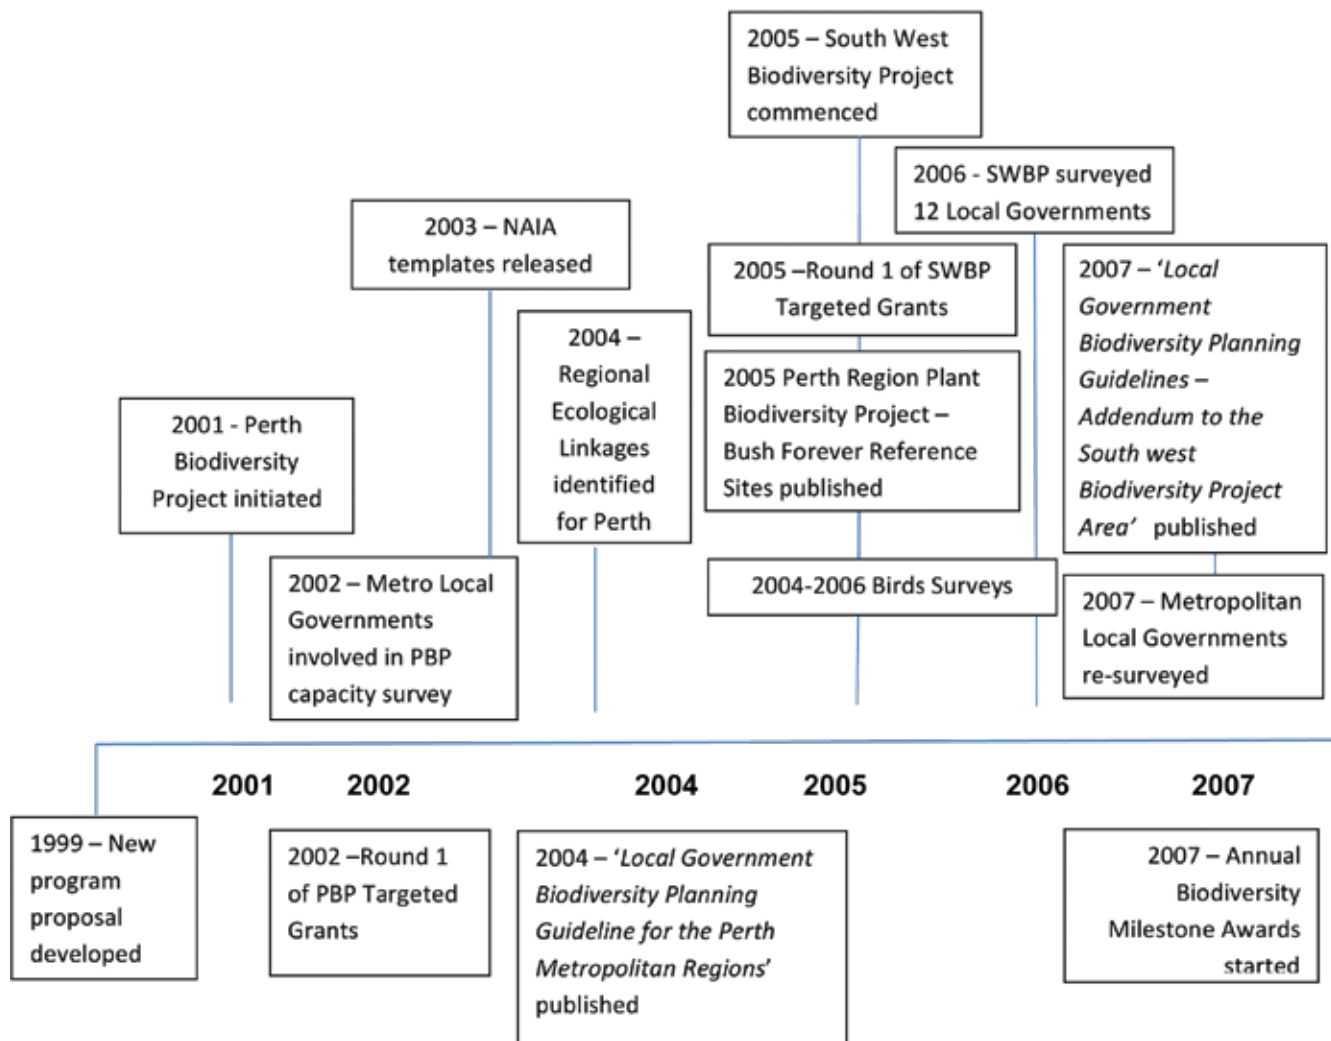 2005 – South West
Biodiversity Project
commenced
2006 - SWBP surveyed
12 Local Governments
2003 – NAIA
templates released
2005 –Round 1 of SWBP
Targeted Grants
2007 – ‘Local
Government
Biodiversity Planning
Guidelines –
Addendum to the
South west
Biodiversity Project
Area’ published
2004 –
Regional
Ecological
Linkages
identified
for Perth
2005 Perth Region Plant
Biodiversity Project –
Bush Forever Reference
Sites published
2001 - Perth
Biodiversity
Project initiated
2002 – Metro Local
Governments
involved in PBP
capacity survey
2004-2006 Birds Surveys
2007 – Metropolitan
Local Governments
re-surveyed
2001 2002 2004 2005 2006 2007
1999 – New
program
proposal
developed
2002 –Round 1
of PBP Targeted
Grants
2004 – ‘Local Government
Biodiversity Planning
Guideline for the Perth
Metropolitan Regions’
published
2007 – Annual
Biodiversity
Milestone Awards
started